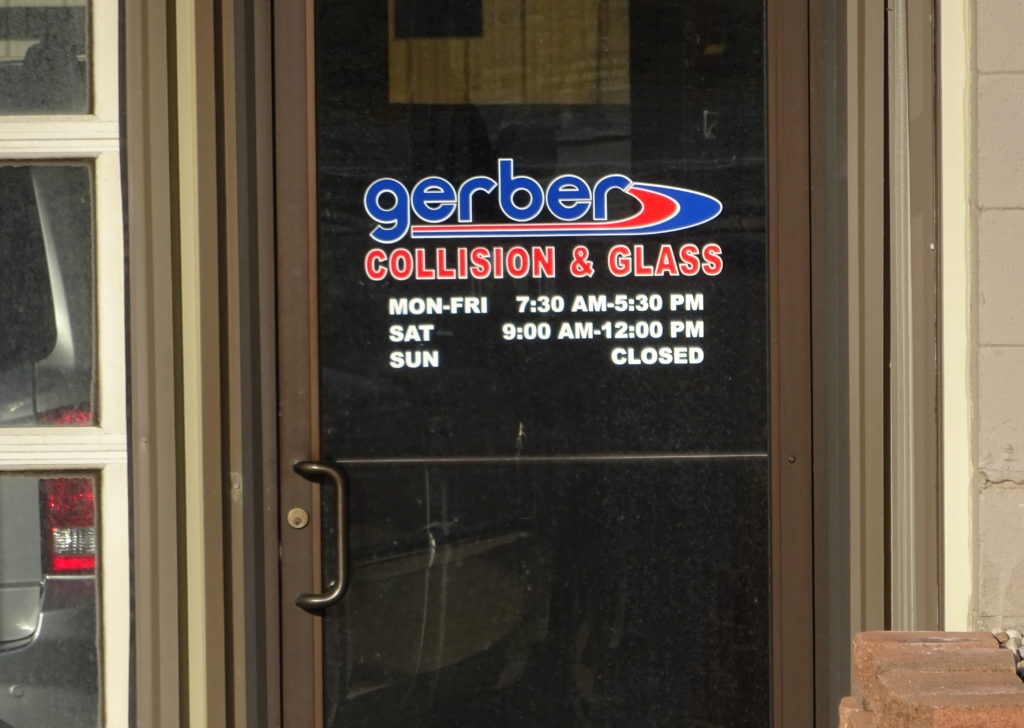 gerber
COLLISION & GLASS
MON-FRI 7:30 AM-5:30 PM
SAT 9:00 AM-12:00 PM
SUN CLOSED